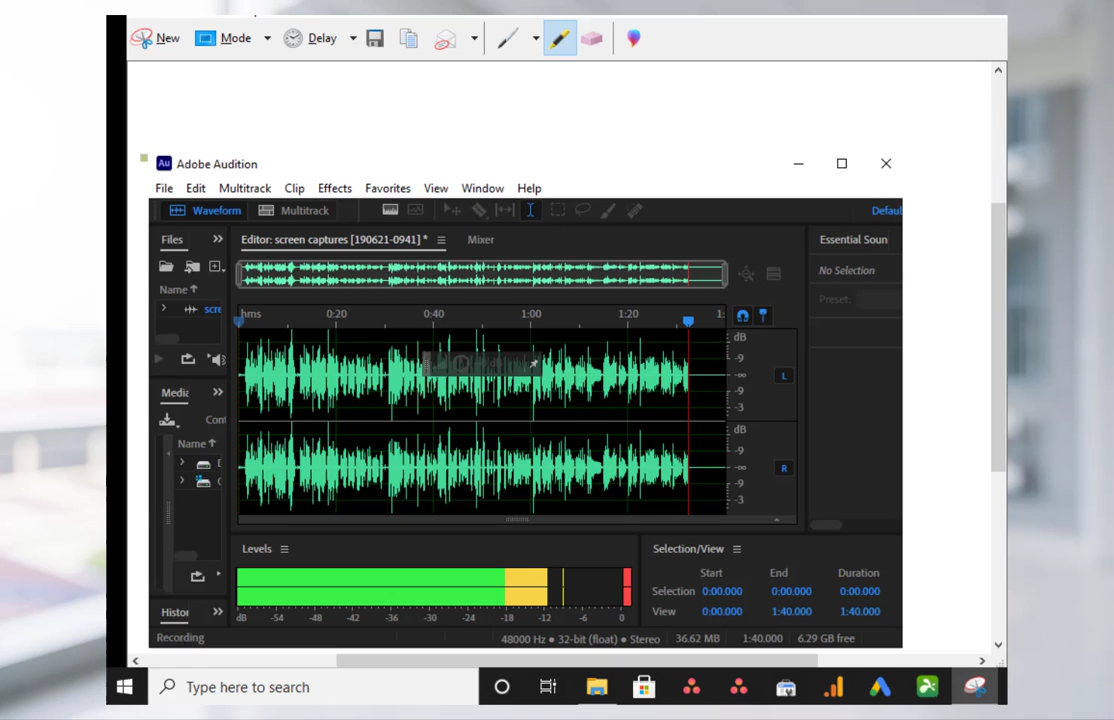 New Mode Delay
Au Adobe Audition
File Edit Multitrack Clip Effects Favorites View Window Help
Waveform Multitrack Defau
Files Editor: screen captures [190621-0941] * Mixer Essential Soun
No Selection
Name
Preset:
scre
hms 0:20 0:40 1:00 1:20 1:
dB
-9
-∞ L
-9
-3
Media
Cont
dB
Name
-9
-∞ R
-9
-3
Levels Selection/View
Start End Duration
Selection 0:00.000 0:00.000 0:00.000
View 0:00.000 1:40.000 1:40.000
Histor
dB -54 -48 -42 -36 -30 -24 -18 -12 -6 0
Recording 48000 Hz • 32-bit (float) • Stereo 36.62 MB 1:40.000 6.29 GB free
Type here to search